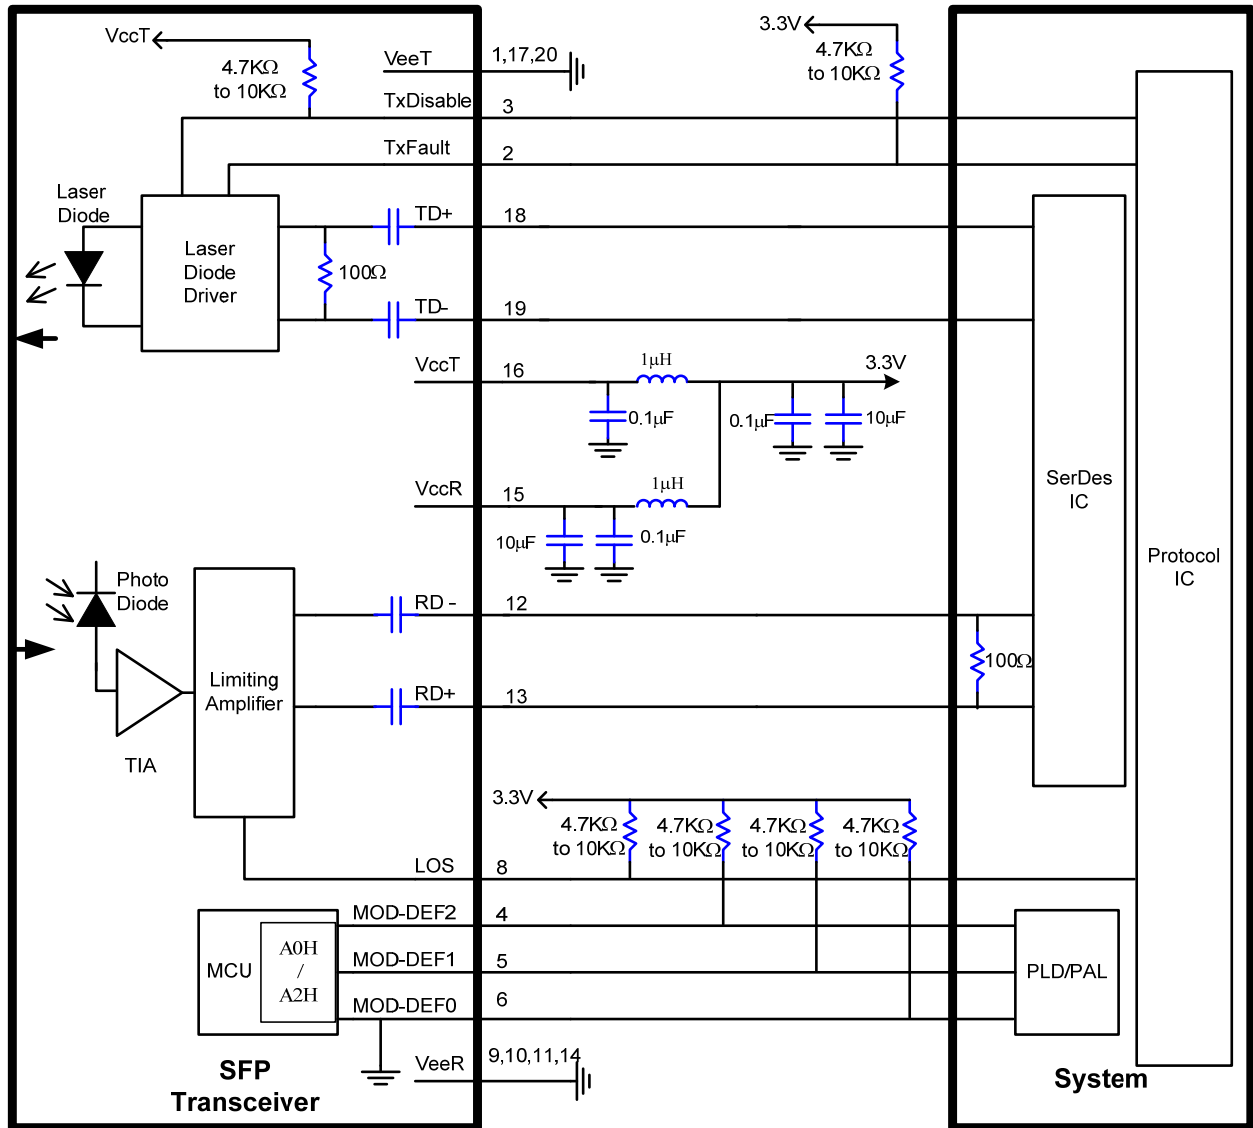 VccT
4.7KΩ
to 10KΩ
VeeT
1,17,20
3.3V
4.7KΩ
to 10KΩ
TxDisable
3
TxFault
2
Laser
Diode
Laser
Diode
Driver
100Ω
TD+
18
TD-
19
VccT
16
1µH
3.3V
0.1µF
0.1µF
10µF
VccR
15
1µH
10µF
0.1µF
SerDes
IC
Protocol
IC
Photo
Diode
TIA
Limiting
Amplifier
RD -
12
RD+
13
100Ω
3.3V
4.7KΩ
to 10KΩ
4.7KΩ
to 10KΩ
4.7KΩ
to 10KΩ
4.7KΩ
to 10KΩ
LOS
8
MCU
A0H
/
A2H
MOD-DEF2
4
MOD-DEF1
5
MOD-DEF0
6
PLD/PAL
VeeR
9,10,11,14
SFP
Transceiver
System